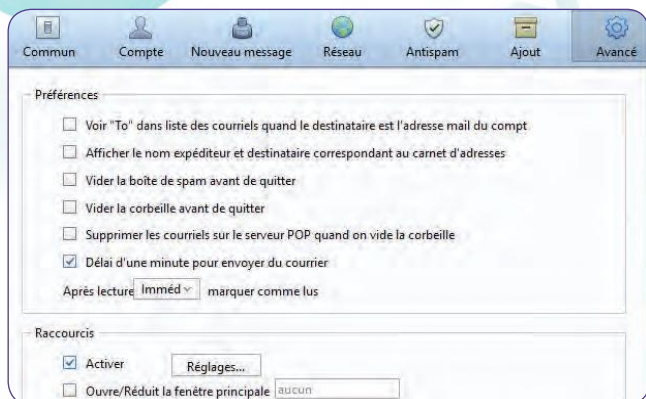 Commun Compte Nouveau message Réseau Antispam Ajout Avancé
Préférences
Voir "To" dans liste des courriels quand le destinataire est l'adresse mail du compt
Afficher le nom expéditeur et destinataire correspondant au carnet d'adresses
Vider la boîte de spam avant de quitter
Vider la corbeille avant de quitter
Supprimer les courriels sur le serveur POP quand on vide la corbeille
Délai d'une minute pour envoyer du courrier
Après lecture Imméd marquer comme lus
Raccourcis
Activer Réglages...
Ouvre/Réduit la fenêtre principale aucun